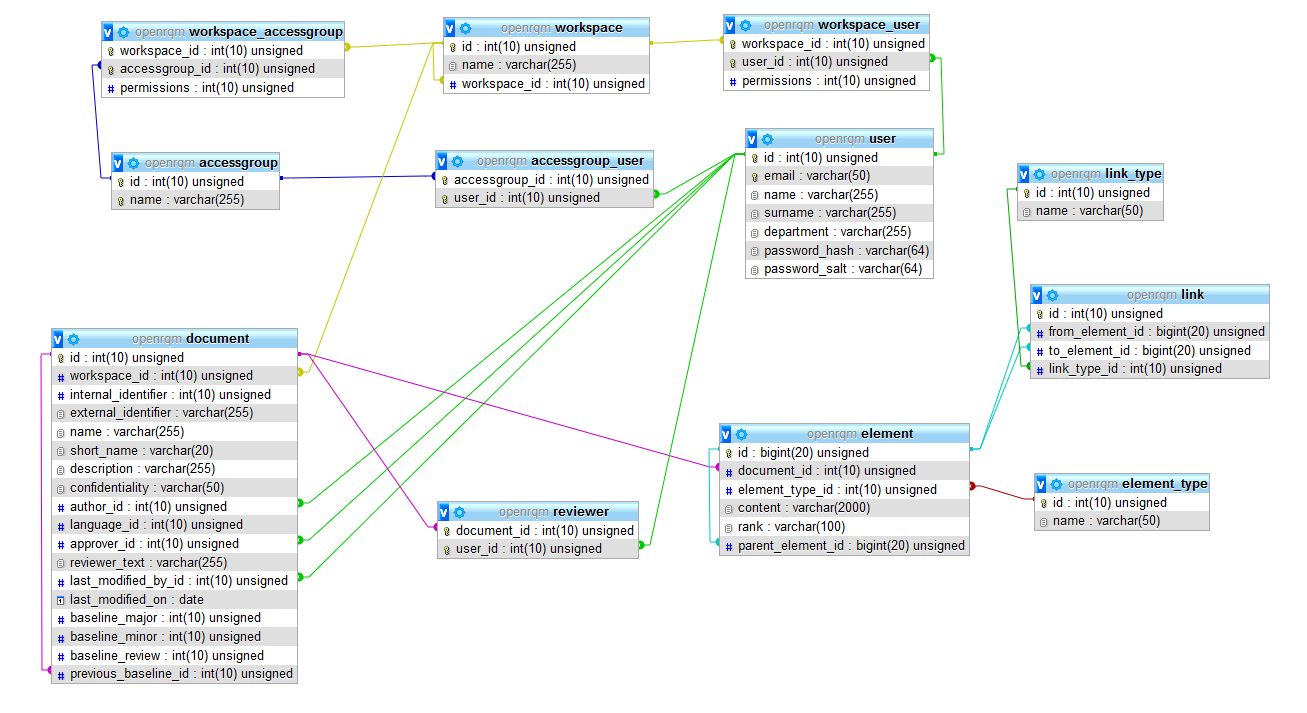 openrqm workspace_accessgroup
workspace_id : int(10) unsigned
accessgroup_id : int(10) unsigned
permissions : int(10) unsigned
openrqm workspace
id : int(10) unsigned
name : varchar(255)
workspace_id : int(10) unsigned
openrqm workspace_user
workspace_id : int(10) unsigned
user_id : int(10) unsigned
permissions : int(10) unsigned
openrqm accessgroup
id : int(10) unsigned
name : varchar(255)
openrqm accessgroup_user
accessgroup_id : int(10) unsigned
user_id : int(10) unsigned
openrqm user
id : int(10) unsigned
email : varchar(50)
name : varchar(255)
surname : varchar(255)
department : varchar(255)
password_hash : varchar(64)
password_salt : varchar(64)
openrqm link_type
id : int(10) unsigned
name : varchar(50)
openrqm link
id : int(10) unsigned
from_element_id : bigint(20) unsigned
to_element_id : bigint(20) unsigned
link_type_id : int(10) unsigned
openrqm document
id : int(10) unsigned
workspace_id : int(10) unsigned
internal_identifier : int(10) unsigned
external_identifier : varchar(255)
name : varchar(255)
short_name : varchar(20)
description : varchar(255)
confidentiality : varchar(50)
author_id : int(10) unsigned
language_id : int(10) unsigned
approver_id : int(10) unsigned
reviewer_text : varchar(255)
last_modified_by_id : int(10) unsigned
last_modified_on : date
baseline_major : int(10) unsigned
baseline_minor : int(10) unsigned
baseline_review : int(10) unsigned
previous_baseline_id : int(10) unsigned
openrqm reviewer
document_id : int(10) unsigned
user_id : int(10) unsigned
openrqm element
id : bigint(20) unsigned
document_id : int(10) unsigned
element_type_id : int(10) unsigned
content : varchar(2000)
rank : varchar(100)
parent_element_id : bigint(20) unsigned
openrqm element_type
id : int(10) unsigned
name : varchar(50)